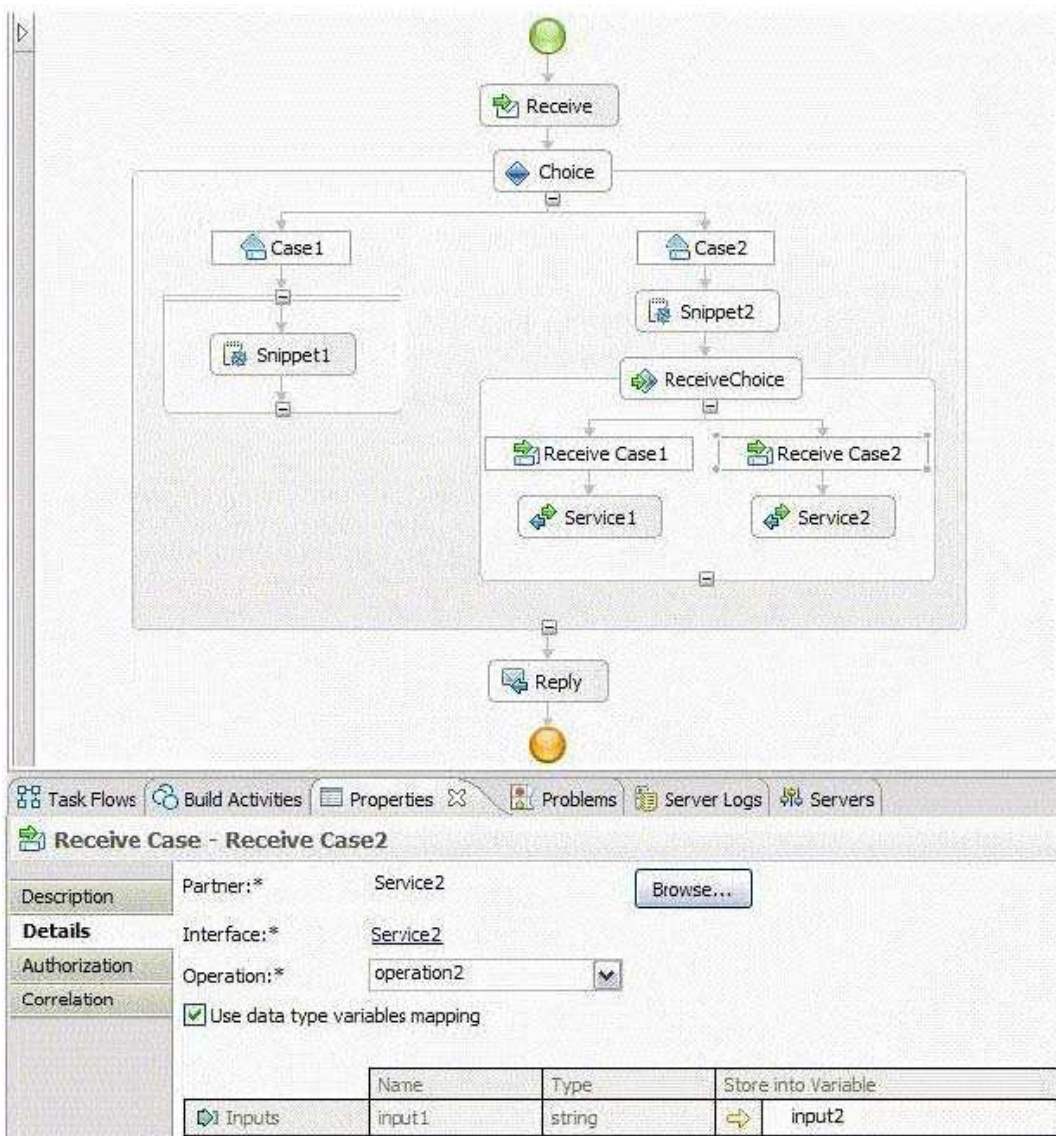 Receive
Choice
Case1
Case2
Snippet2
Snippet1
ReceiveChoice
Receive Case1
Receive Case2
Service1
Service2
Reply
Task Flows Build Activities Properties Problems Server Logs Servers
Receive Case - Receive Case2
Description
Details
Authorization
Correlation
Partner:* Service2 Browse...
Interface:* Service2
Operation:* operation2
Use data type variables mapping
Name Type Store into Variable
Inputs input1 string input2